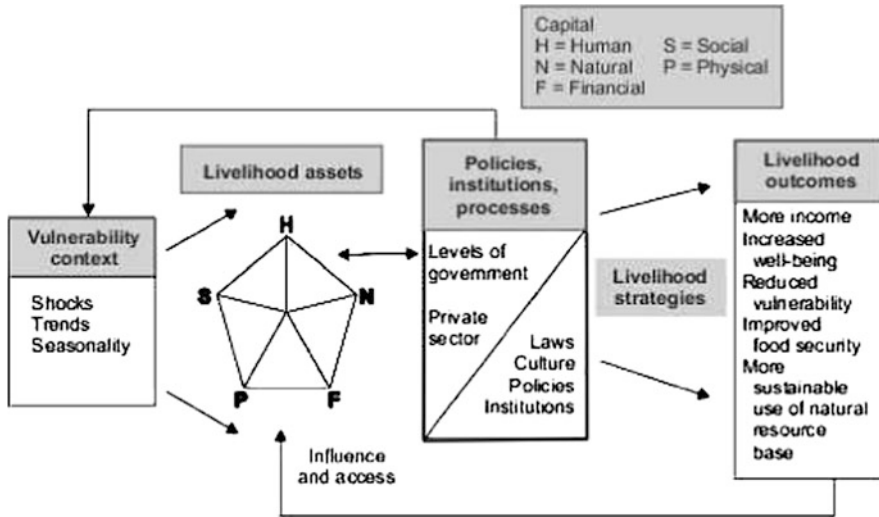 Capital
H = Human S = Social
N = Natural P = Physical
F = Financial
Livelihood assets
Policies,
institutions,
processes
Livelihood
outcomes
Vulnerability
context
Shocks
Trends
Seasonality
H
S
N
P
F
Influence
and access
Levels of
government
Private
sector
Laws
Culture
Policies
Institutions
Livelihood
strategies
More income
Increased
well-being
Reduced
vulnerability
Improved
food security
More
sustainable
use of natural
resource
base